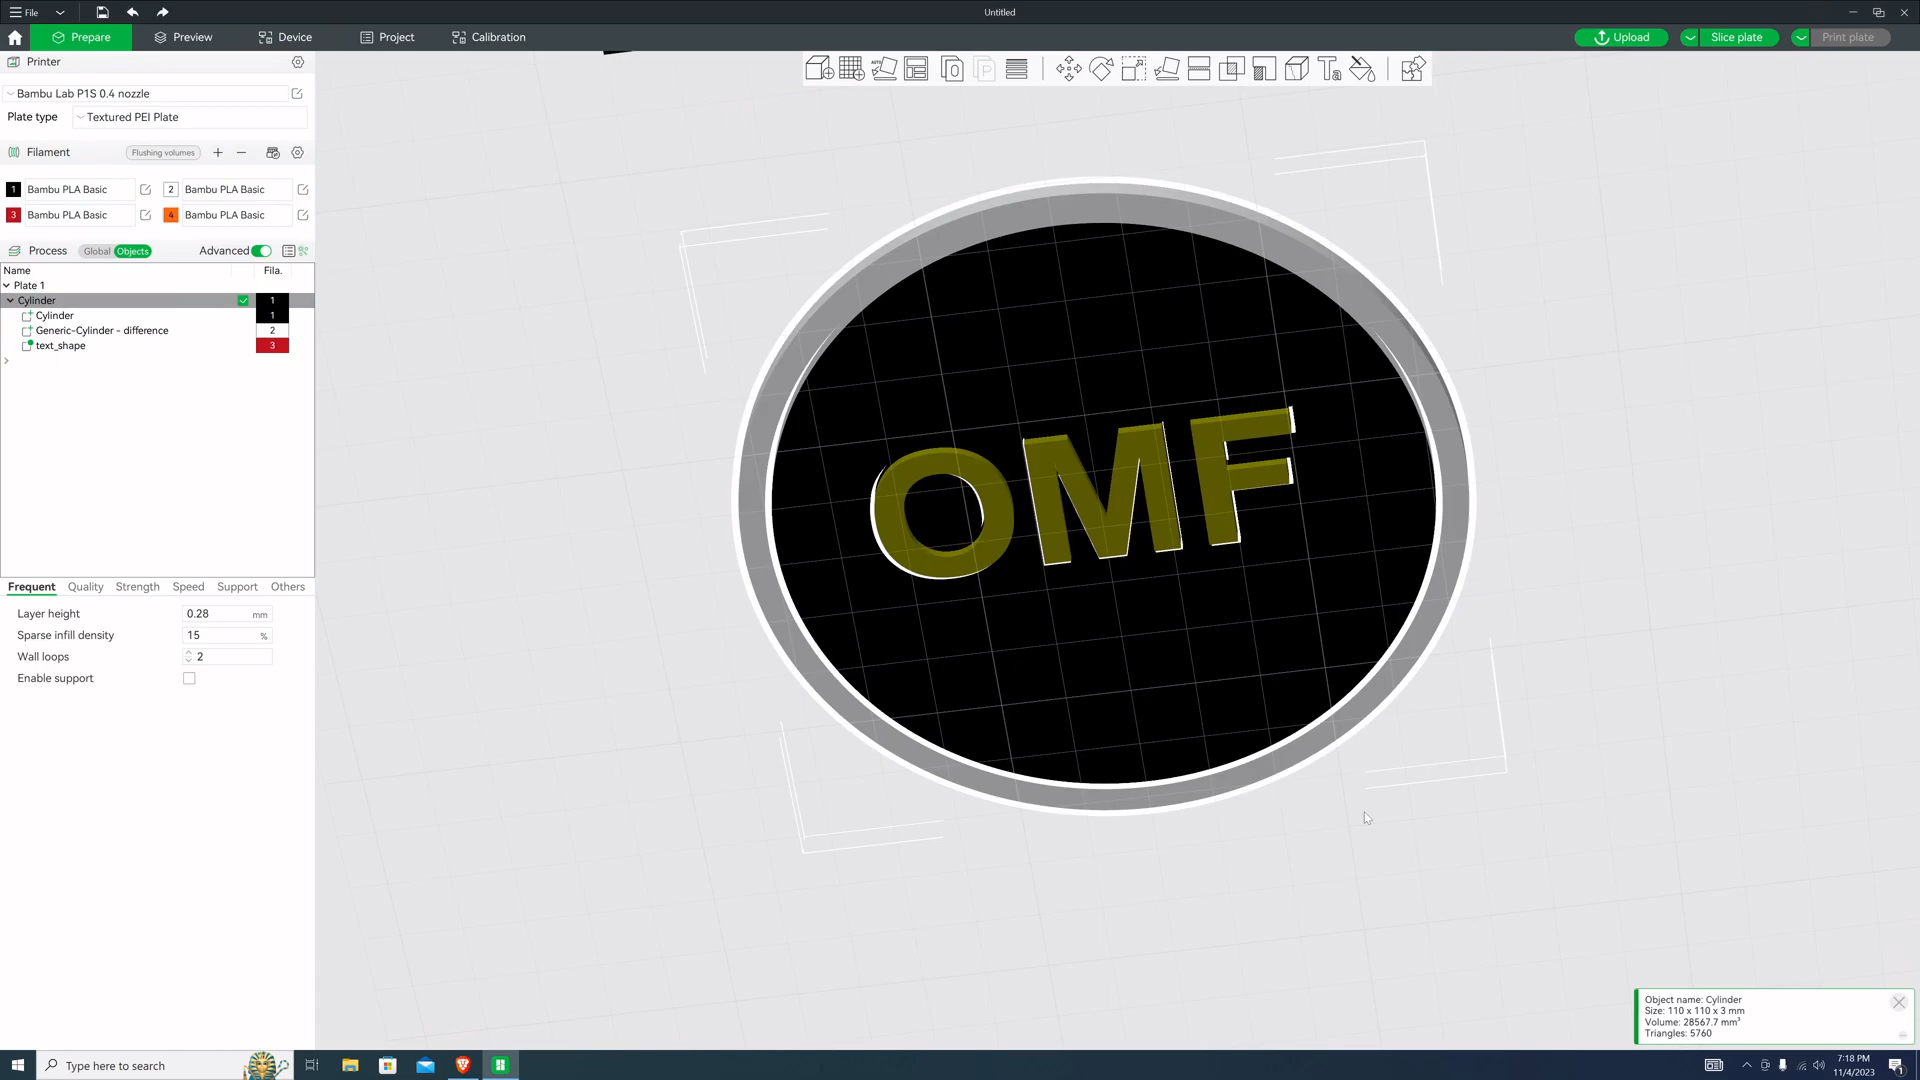 File
Untitled
Prepare
Preview
Device
Project
Calibration
Upload
Slice plate
Print plate
Printer
Bambu Lab P1S 0.4 nozzle
Plate type
Textured PEI Plate
Filament
Flushing volumes
1 Bambu PLA Basic
2 Bambu PLA Basic
3 Bambu PLA Basic
4 Bambu PLA Basic
Process
Global
Objects
Advanced
Name
Fila.
Plate 1
Cylinder 1
Cylinder 1
Generic-Cylinder - difference 2
text_shape 3
Frequent Quality Strength Speed Support Others
Layer height 0.28 mm
Sparse infill density 15 %
Wall loops 2
Enable support
OMF
Object name: Cylinder
Size: 110 x 110 x 3 mm
Volume: 28567.7 mm³
Triangles: 5760
Type here to search
7:18 PM
11/4/2023